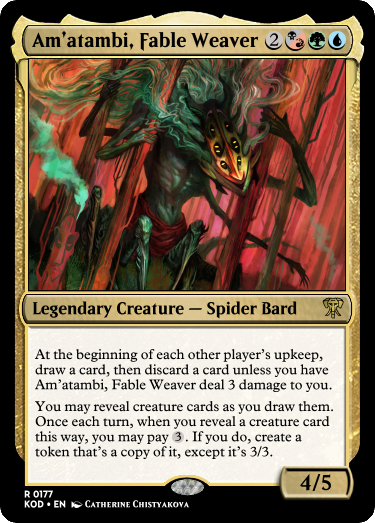 Am'atambi, Fable Weaver 2
Legendary Creature — Spider Bard
At the beginning of each other player's upkeep,
draw a card, then discard a card unless you have
Am'atambi, Fable Weaver deal 3 damage to you.
You may reveal creature cards as you draw them.
Once each turn, when you reveal a creature card
this way, you may pay 3. If you do, create a
token that's a copy of it, except it's 3/3.
4/5
R 0177
KOD • EN Catherine Chistyakova